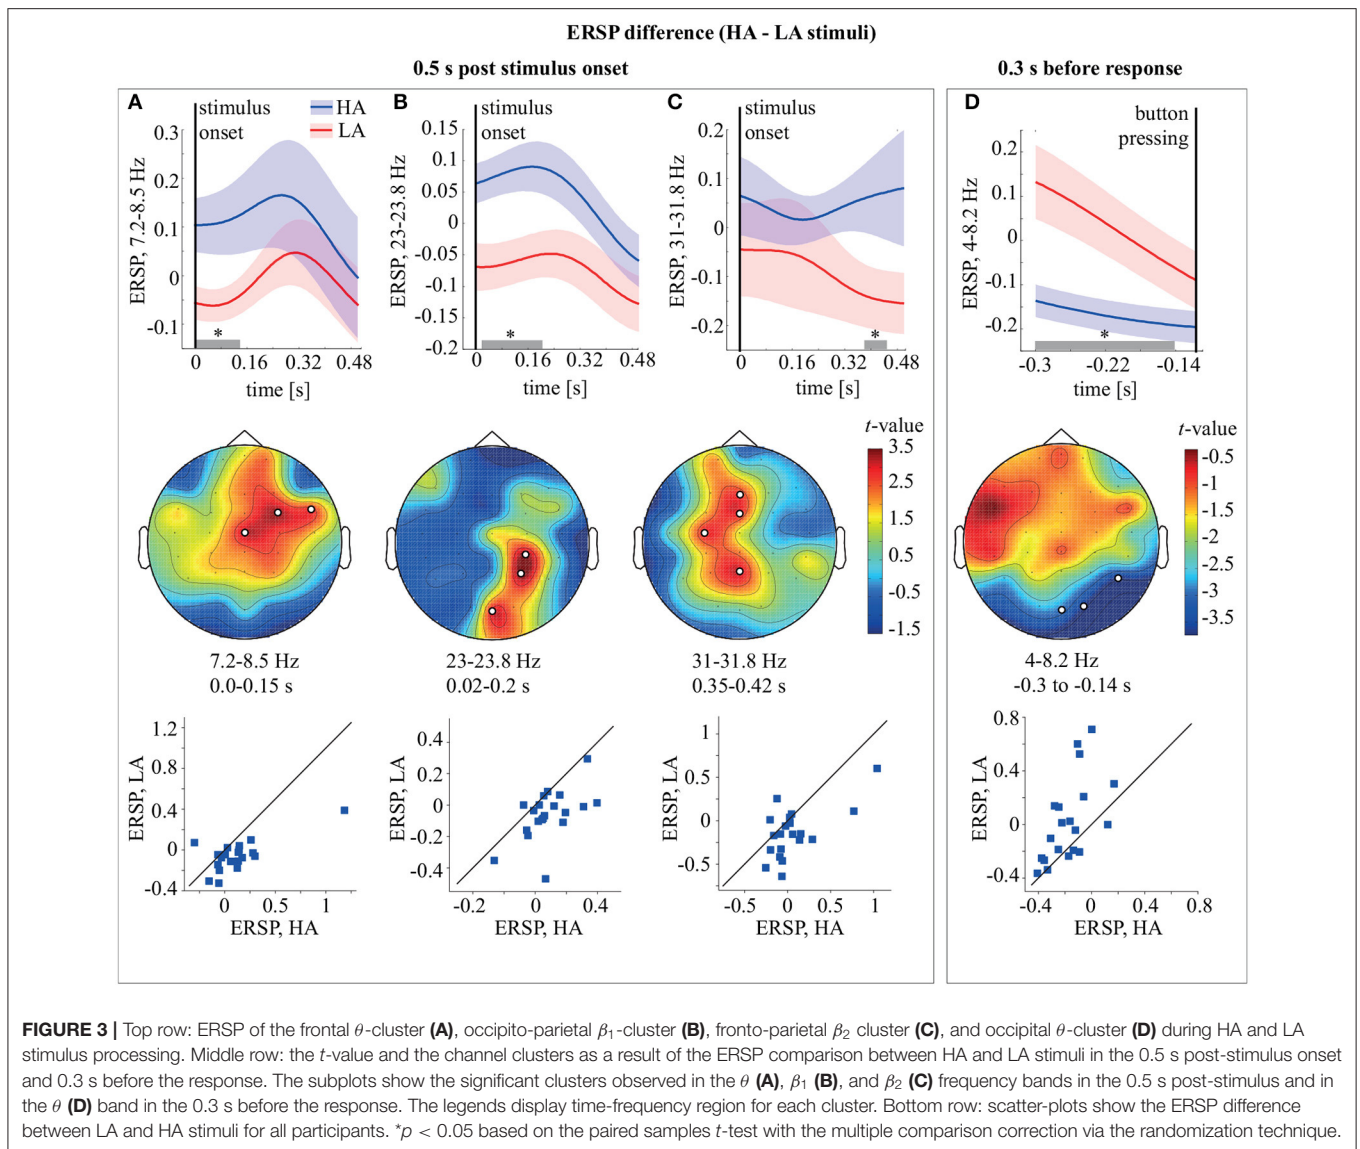 ERSP difference (HA - LA stimuli)
0.5 s post stimulus onset
0.3 s before response
A
stimulus
onset
HA
LA
ERSP, 7.2-8.5 Hz
0.3
0.2
0.1
0
-0.1
*
0
0.16
0.32
0.48
time [s]
B
stimulus
onset
ERSP, 23-23.8 Hz
0.15
0.1
0.05
0
-0.05
-0.1
-0.15
-0.2
*
0
0.16
0.32
0.48
time [s]
C
stimulus
onset
ERSP, 31-31.8 Hz
0.2
0.1
0
-0.1
-0.2
*
0
0.16
0.32
0.48
time [s]
D
button
pressing
ERSP, 4-8.2 Hz
0.2
0.1
0
-0.1
-0.2
*
-0.3
-0.22
-0.14
time [s]
t-value
3.5
2.5
1.5
0.5
-0.5
-1.5
t-value
-0.5
-1
-1.5
-2
-2.5
-3
-3.5
7.2-8.5 Hz
0.0-0.15 s
23-23.8 Hz
0.02-0.2 s
31-31.8 Hz
0.35-0.42 s
4-8.2 Hz
-0.3 to -0.14 s
ERSP, LA
1.2
0.8
0.4
0
-0.4
0
0.5
1
ERSP, HA
ERSP, LA
0.4
0.2
0
-0.2
-0.4
-0.2
0
0.4
ERSP, HA
ERSP, LA
1
0.5
0
-0.5
-0.5
0
0.5
1
ERSP, HA
ERSP, LA
0.8
0.4
0
-0.4
-0.4
0
0.4
0.8
ERSP, HA
FIGURE 3 | Top row: ERSP of the frontal θ-cluster (A), occipito-parietal β₁-cluster (B), fronto-parietal β₂ cluster (C), and occipital θ-cluster (D) during HA and LA
stimulus processing. Middle row: the t-value and the channel clusters as a result of the ERSP comparison between HA and LA stimuli in the 0.5 s post-stimulus onset
and 0.3 s before the response. The subplots show the significant clusters observed in the θ (A), β₁ (B), and β₂ (C) frequency bands in the 0.5 s post-stimulus and in
the θ (D) band in the 0.3 s before the response. The legends display time-frequency region for each cluster. Bottom row: scatter-plots show the ERSP difference
between LA and HA stimuli for all participants. *p < 0.05 based on the paired samples t-test with the multiple comparison correction via the randomization technique.